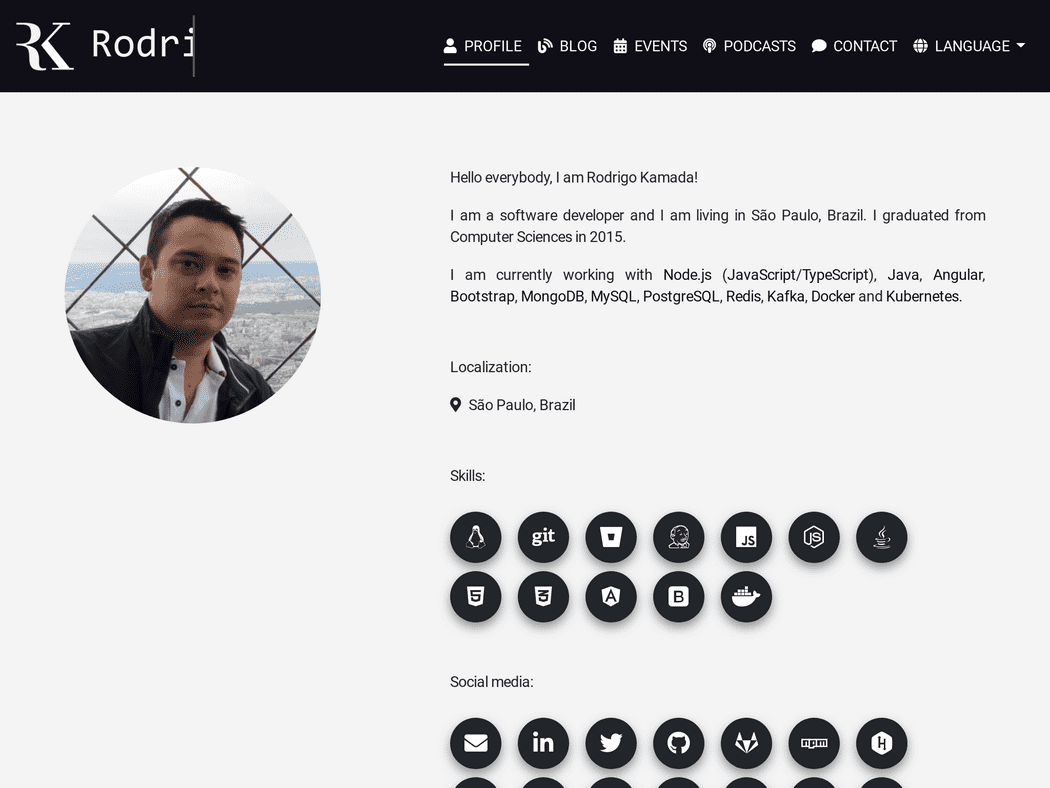 RK Rodri
PROFILE BLOG EVENTS PODCASTS CONTACT LANGUAGE
Hello everybody, I am Rodrigo Kamada!
I am a software developer and I am living in São Paulo, Brazil. I graduated from
Computer Sciences in 2015.
I am currently working with Node.js (JavaScript/TypeScript), Java, Angular,
Bootstrap, MongoDB, MySQL, PostgreSQL, Redis, Kafka, Docker and Kubernetes.
Localization:
São Paulo, Brazil
Skills:
git JS JS
5 3 A B
Social media:
in npm H